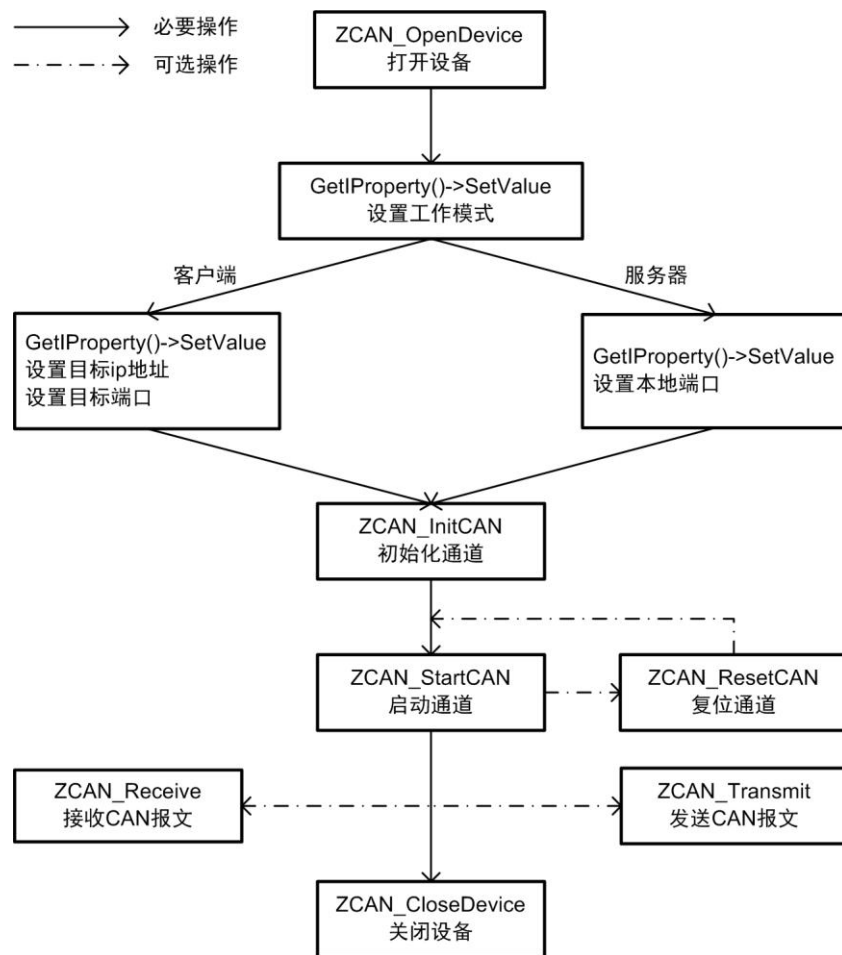 必要操作
可选操作
ZCAN_OpenDevice
打开设备
GetIProperty()->SetValue
设置工作模式
客户端
服务器
GetIProperty()->SetValue
设置目标ip地址
设置目标端口
GetIProperty()->SetValue
设置本地端口
ZCAN_InitCAN
初始化通道
ZCAN_StartCAN
启动通道
ZCAN_ResetCAN
复位通道
ZCAN_Receive
接收CAN报文
ZCAN_Transmit
发送CAN报文
ZCAN_CloseDevice
关闭设备